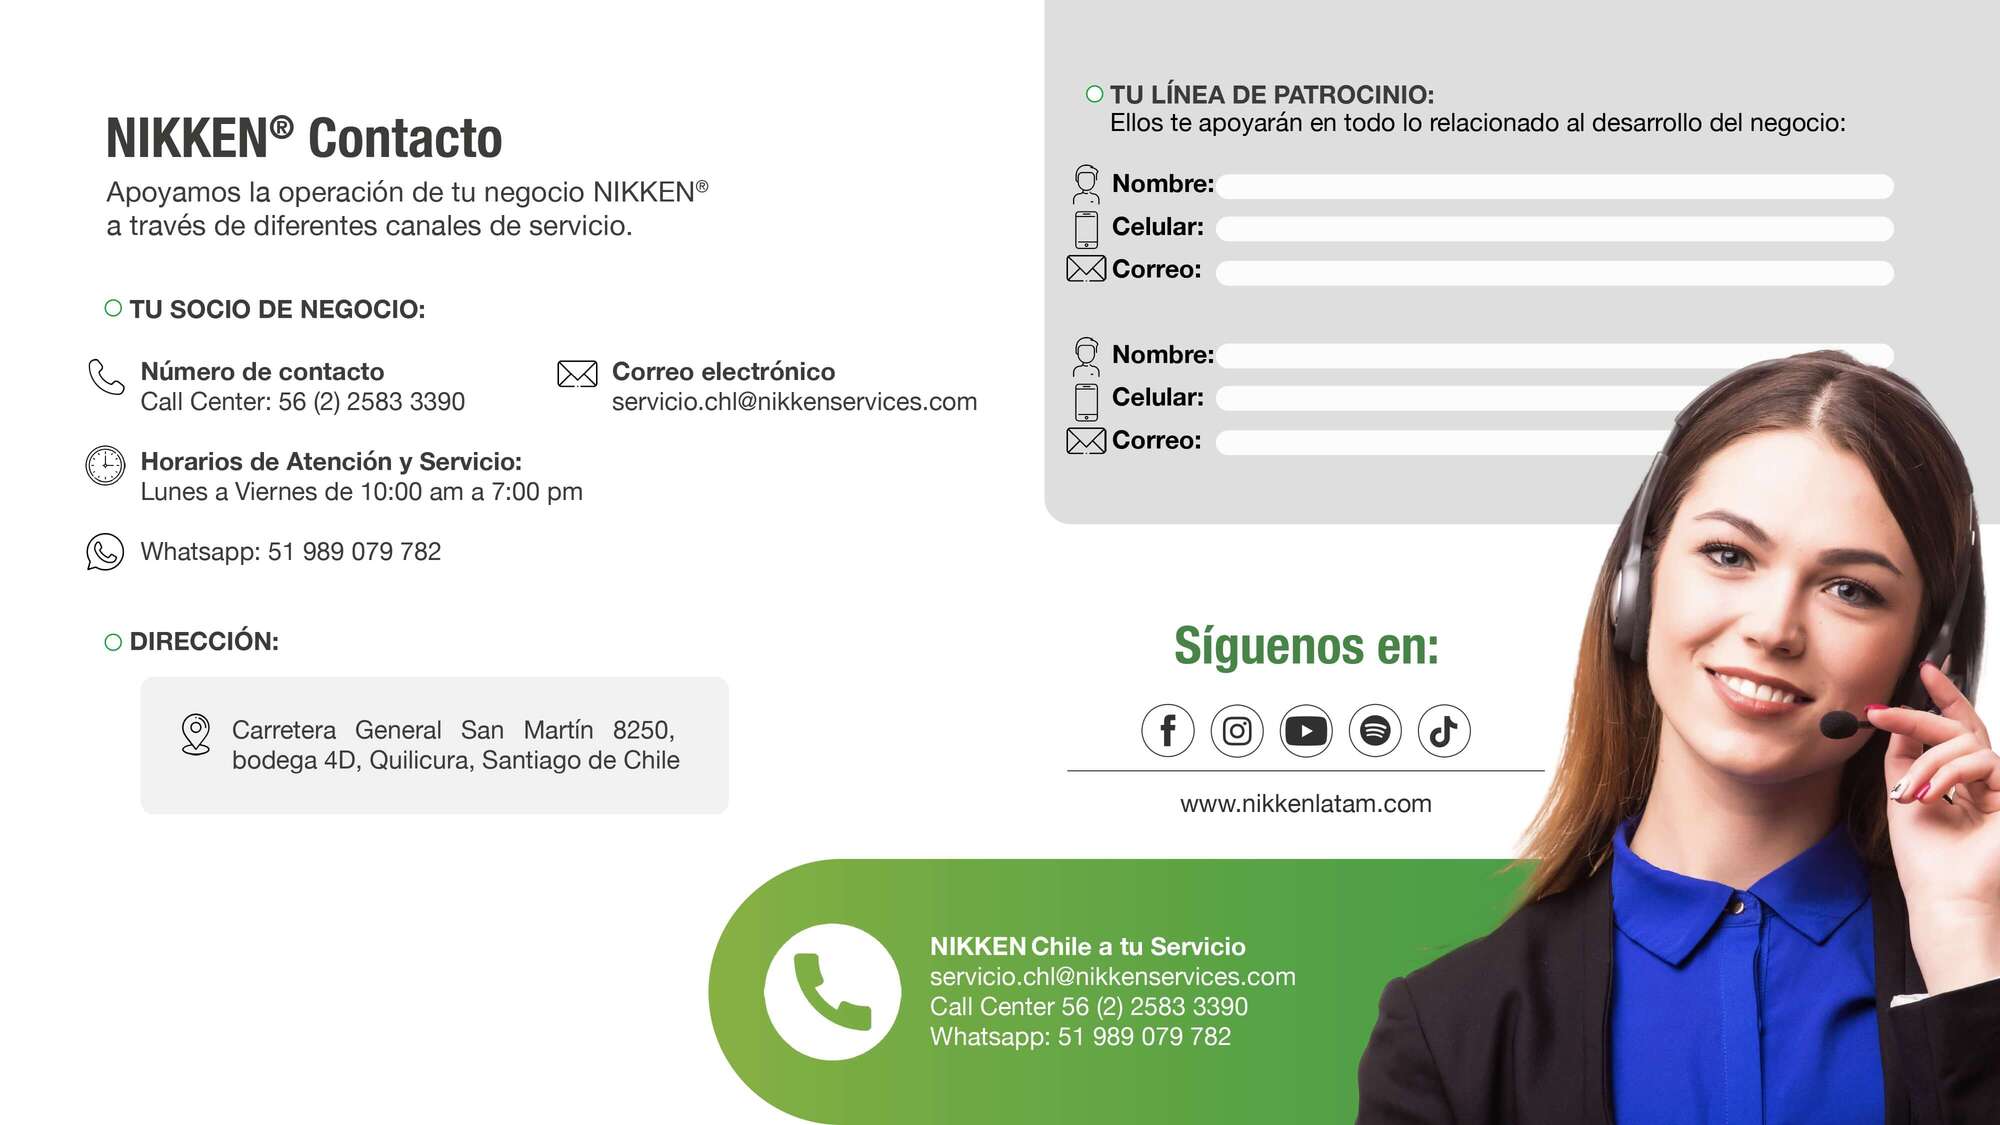 NIKKEN® Contacto
Apoyamos la operación de tu negocio NIKKEN®
a través de diferentes canales de servicio.
TU SOCIO DE NEGOCIO:
Número de contacto
Call Center: 56 (2) 2583 3390
Correo electrónico
servicio.chl@nikkenservices.com
Horarios de Atención y Servicio:
Lunes a Viernes de 10:00 am a 7:00 pm
Whatsapp: 51 989 079 782
DIRECCIÓN:
Carretera General San Martín 8250,
bodega 4D, Quilicura, Santiago de Chile
TU LÍNEA DE PATROCINIO:
Ellos te apoyarán en todo lo relacionado al desarrollo del negocio:
Nombre:
Celular:
Correo:
Nombre:
Celular:
Correo:
Síguenos en:
www.nikkenlatam.com
NIKKEN Chile a tu Servicio
servicio.chl@nikkenservices.com
Call Center 56 (2) 2583 3390
Whatsapp: 51 989 079 782